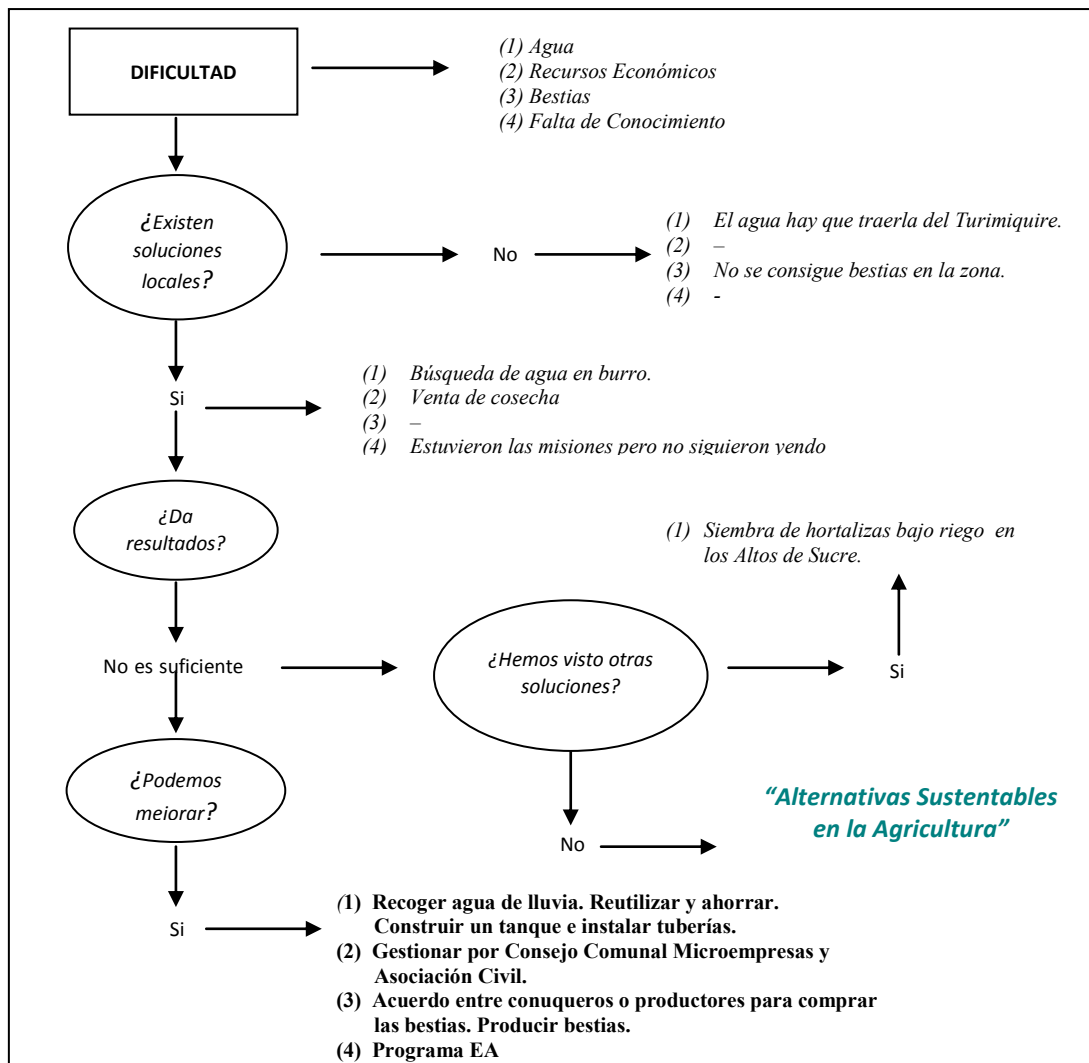 DIFICULTAD
(1) Agua
(2) Recursos Económicos
(3) Bestias
(4) Falta de Conocimiento
¿Existen
soluciones
locales?
No
(1) El agua hay que traerla del Turimiquire.
(2) –
(3) No se consigue bestias en la zona.
(4) -
Si
(1) Búsqueda de agua en burro.
(2) Venta de cosecha
(3) –
(4) Estuvieron las misiones pero no siguieron yendo
¿Da
resultados?
(1) Siembra de hortalizas bajo riego en
los Altos de Sucre.
No es suficiente
¿Hemos visto otras
soluciones?
Si
¿Podemos
mejorar?
No
“Alternativas Sustentables
en la Agricultura”
Si
(1) Recoger agua de lluvia. Reutilizar y ahorrar.
Construir un tanque e instalar tuberías.
(2) Gestionar por Consejo Comunal Microempresas y
Asociación Civil.
(3) Acuerdo entre conuqueros o productores para comprar
las bestias. Producir bestias.
(4) Programa EA